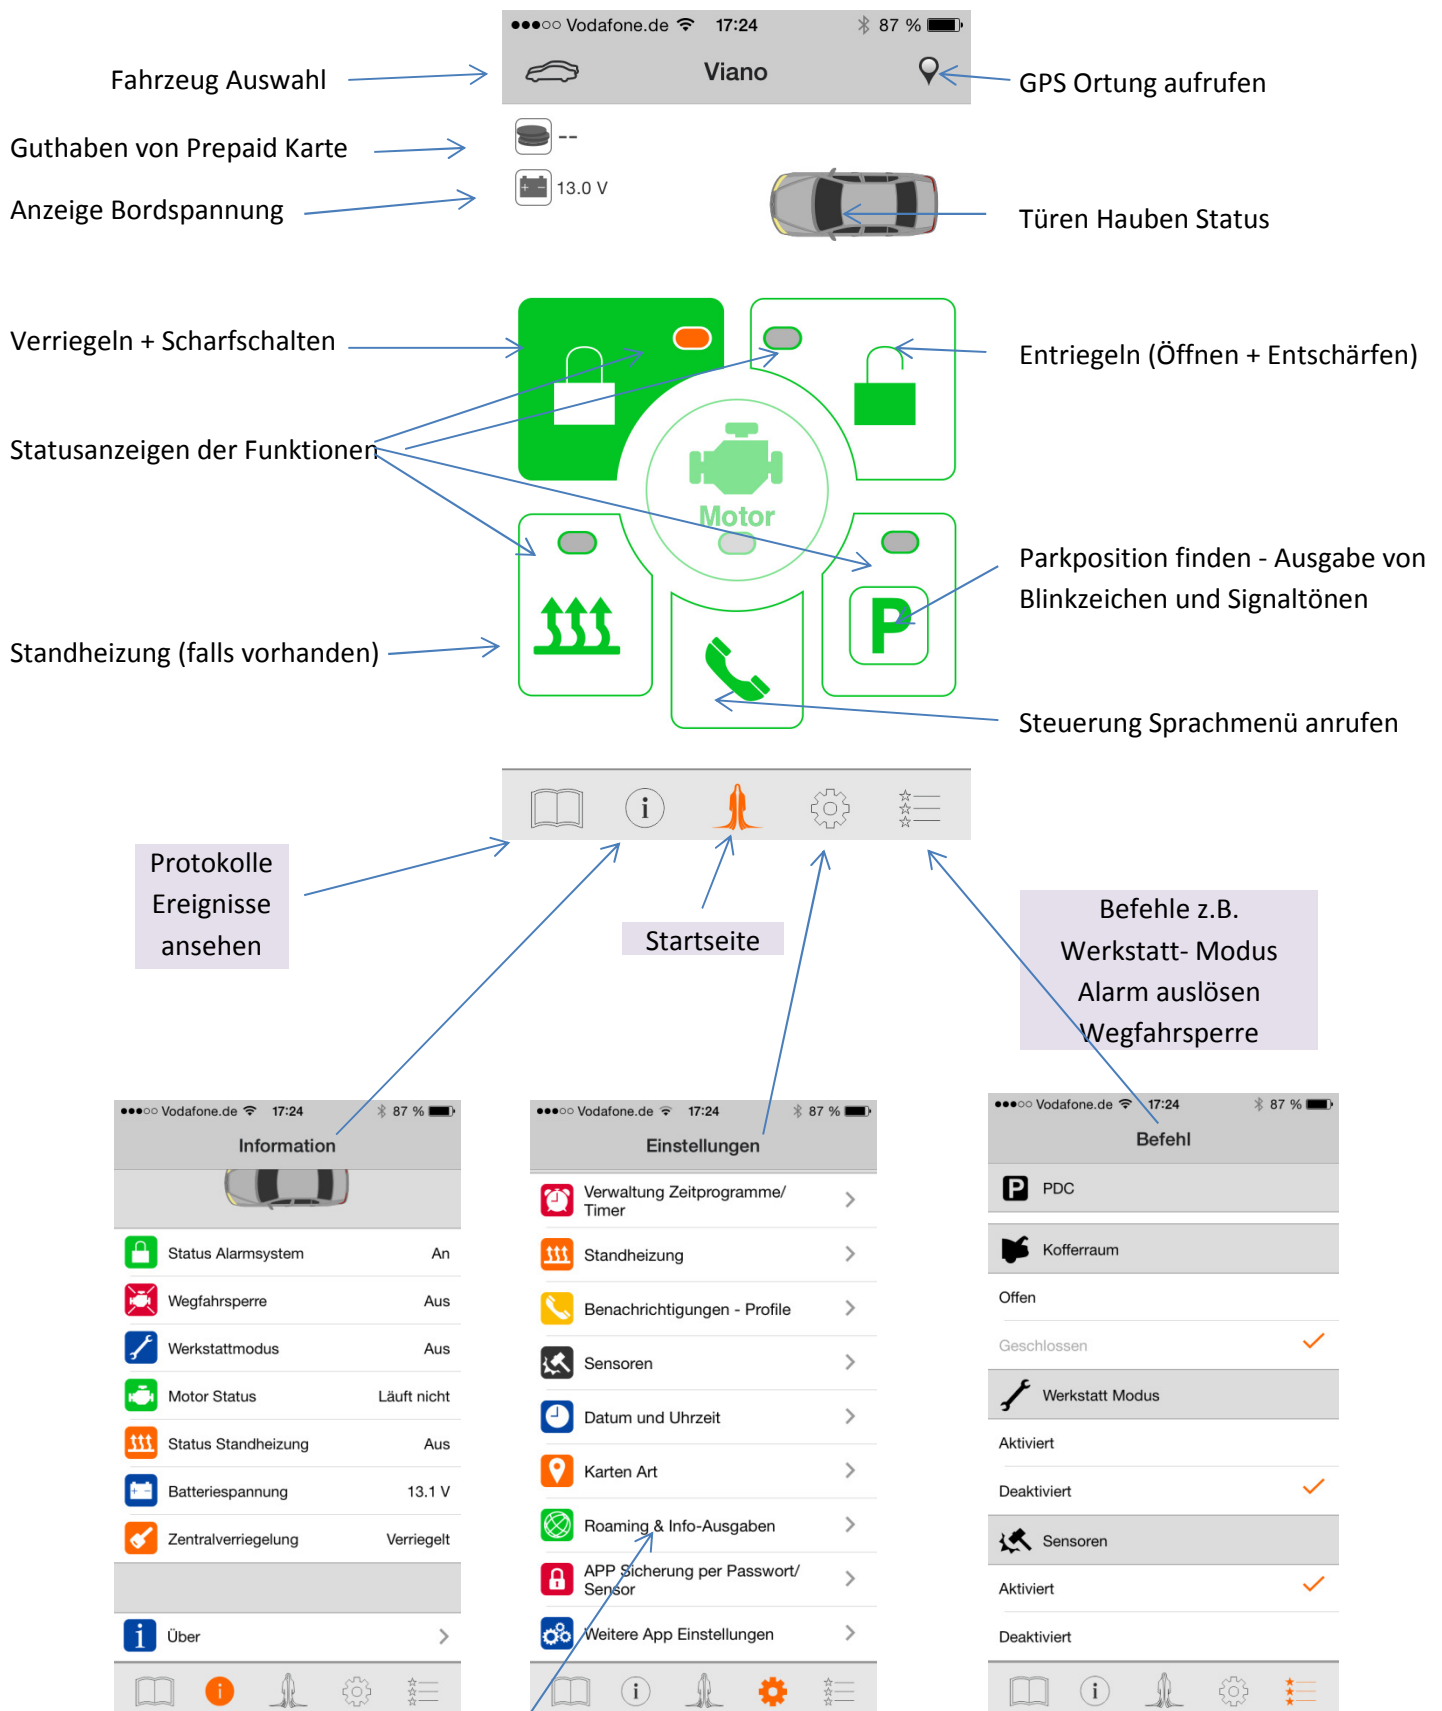 ●●●○○ Vodafone.de 17:24 87 %
Fahrzeug Auswahl
Viano
GPS Ortung aufrufen
Guthaben von Prepaid Karte
--
Anzeige Bordspannung
13.0 V
Türen Hauben Status
Verriegeln + Scharfschalten
Entriegeln (Öffnen + Entschärfen)
Statusanzeigen der Funktionen
Motor
Parkposition finden - Ausgabe von
Blinkzeichen und Signaltönen
P
Standheizung (falls vorhanden)
Steuerung Sprachmenü anrufen
i
Protokolle
Ereignisse
ansehen
Startseite
Befehle z.B.
Werkstatt- Modus
Alarm auslösen
Wegfahrsperre
●●●○○ Vodafone.de 17:24 87 %
Information
Status Alarmsystem An
Wegfahrsperre Aus
Werkstattmodus Aus
Motor Status Läuft nicht
Status Standheizung Aus
Batteriespannung 13.1 V
Zentralverriegelung Verriegelt
i Über
i
●●●○○ Vodafone.de 17:24 87 %
Einstellungen
Verwaltung Zeitprogramme/
Timer
Standheizung
Benachrichtigungen - Profile
Sensoren
Datum und Uhrzeit
Karten Art
Roaming & Info-Ausgaben
APP Sicherung per Passwort/
Sensor
Weitere App Einstellungen
i
●●●○○ Vodafone.de 17:24 87 %
Befehl
P PDC
Kofferraum
Offen
Geschlossen
Werkstatt Modus
Aktiviert
Deaktiviert
Sensoren
Aktiviert
Deaktiviert
i